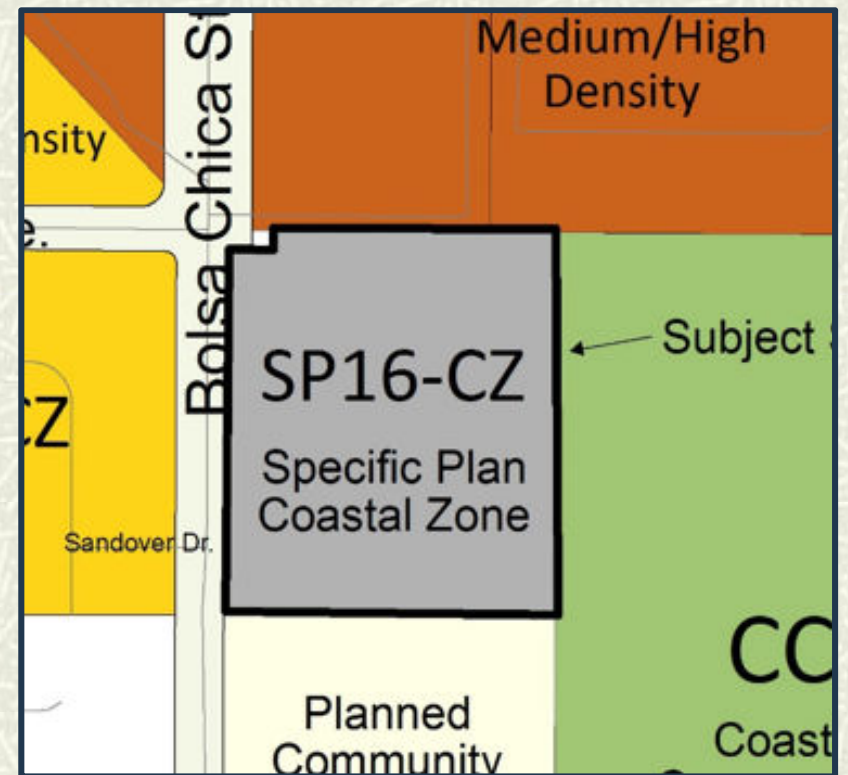 Medium/High
Density
nsity
Bolsa Chica St
e.
Subject
SP16-CZ
Specific Plan
Coastal Zone
CZ
Sandover Dr.
CC
Coast
Planned
Community